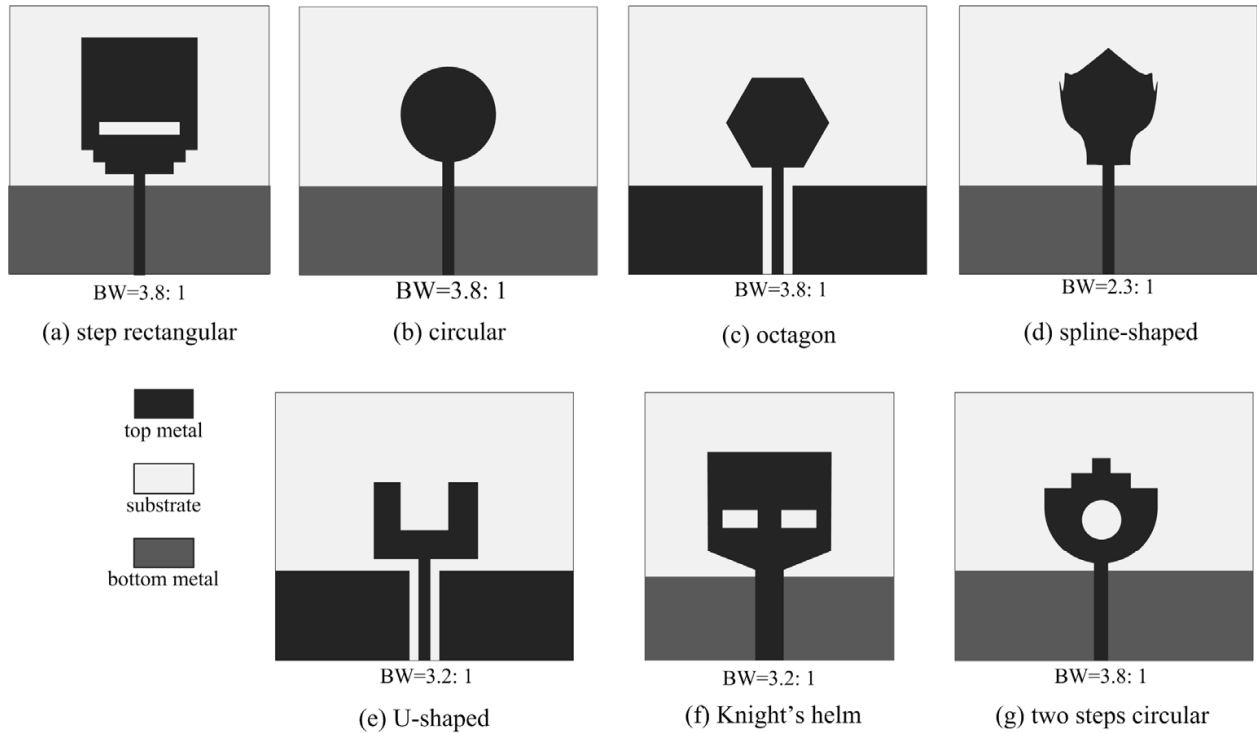 BW=3.8: 1
(a) step rectangular
BW=3.8: 1
(b) circular
BW=3.8: 1
(c) octagon
BW=2.3: 1
(d) spline-shaped
top metal
substrate
bottom metal
BW=3.2: 1
(e) U-shaped
BW=3.2: 1
(f) Knight's helm
BW=3.8: 1
(g) two steps circular